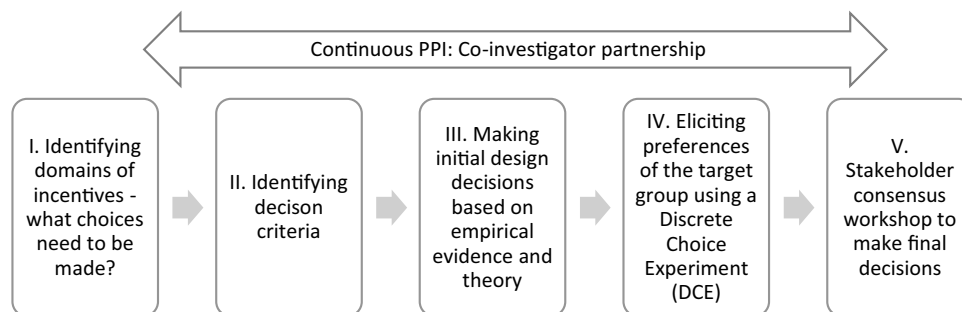 Continuous PPI: Co-investigator partnership
I. Identifying
domains of
incentives -
what choices
need to be
made?
II. Identifying
decison
criteria
III. Making
initial design
decisions
based on
empirical
evidence and
theory
IV. Eliciting
preferences
of the target
group using a
Discrete
Choice
Experiment
(DCE)
V.
Stakeholder
consensus
workshop to
make final
decisions